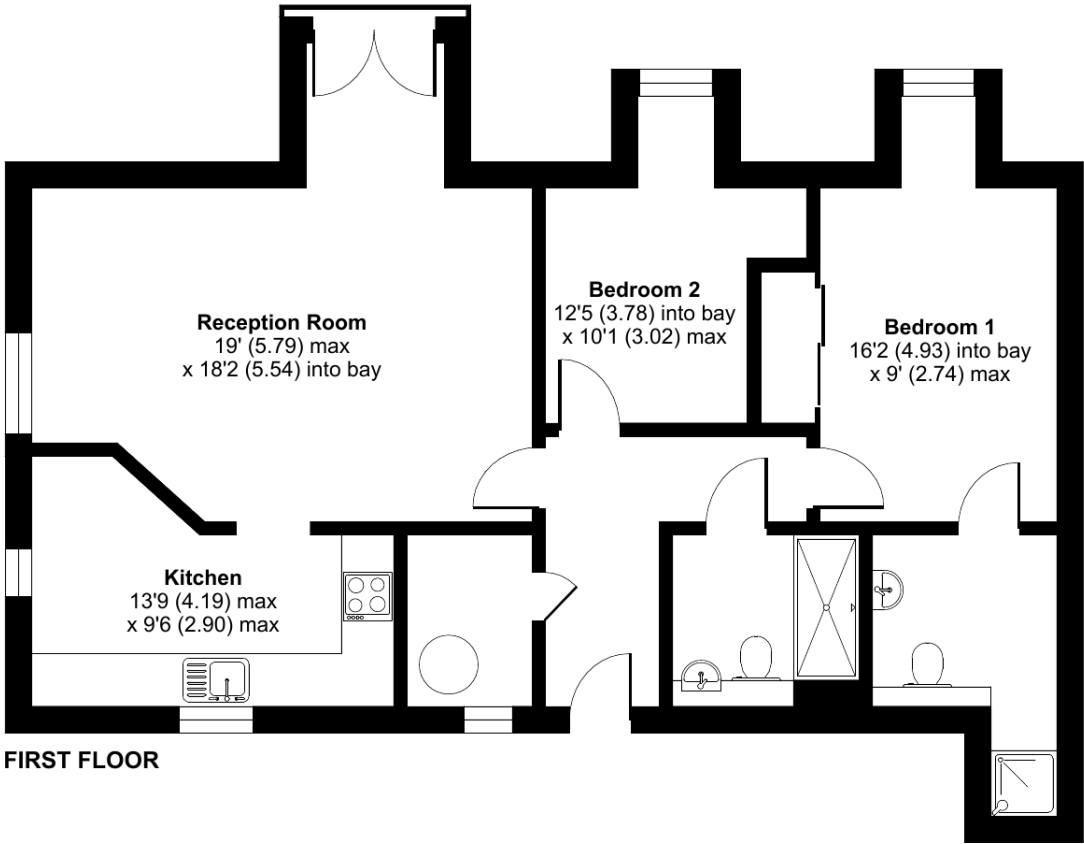 Bedroom 2
12'5 (3.78) into bay
x 10'1 (3.02) max
Reception Room
19' (5.79) max
x 18'2 (5.54) into bay
Bedroom 1
16'2 (4.93) into bay
x 9' (2.74) max
Kitchen
13'9 (4.19) max
x 9'6 (2.90) max
FIRST FLOOR